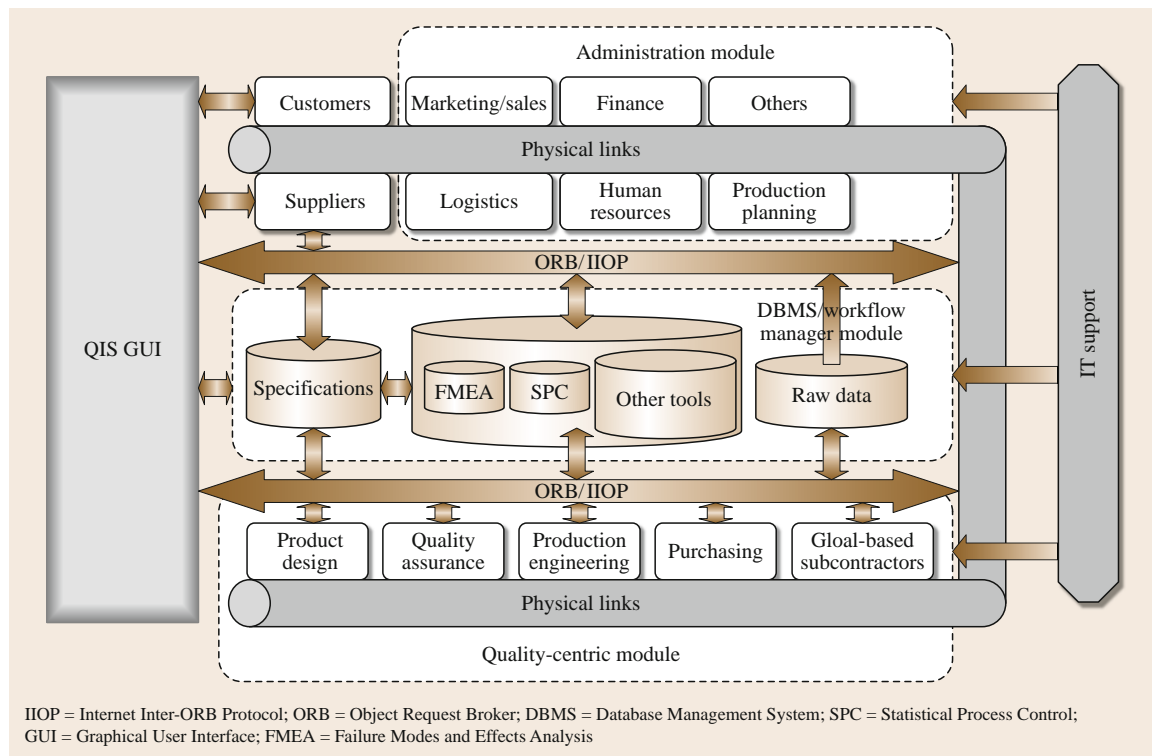 Administration module
Customers
Marketing/sales
Finance
Others
Physical links
Suppliers
Logistics
Human
resources
Production
planning
ORB/IIOP
QIS GUI
IT support
DBMS/workflow
manager module
Specifications
FMEA
SPC
Other tools
Raw data
ORB/IIOP
Product
design
Quality
assurance
Production
engineering
Purchasing
Gloal-based
subcontractors
Physical links
Quality-centric module
IIOP = Internet Inter-ORB Protocol; ORB = Object Request Broker; DBMS = Database Management System; SPC = Statistical Process Control;
GUI = Graphical User Interface; FMEA = Failure Modes and Effects Analysis